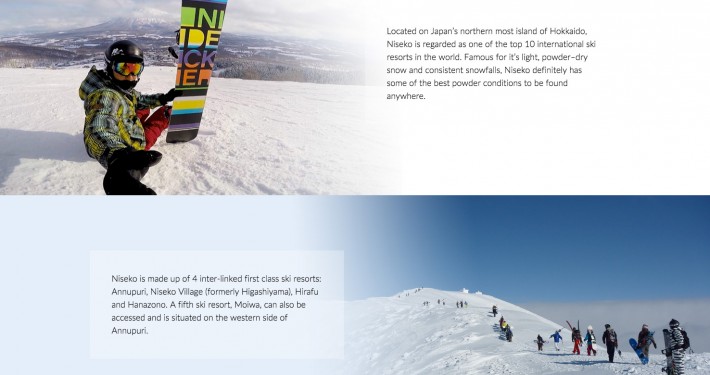 NI
IDE
ICK
Located on Japan's northern most island of Hokkaido,
Niseko is regarded as one of the top 10 international ski
resorts in the world. Famous for it's light, powder–dry
snow and consistent snowfalls, Niseko definitely has
some of the best powder conditions to be found
anywhere.
Niseko is made up of 4 inter-linked first class ski resorts:
Annupuri, Niseko Village (formerly Higashiyama), Hirafu
and Hanazono. A fifth ski resort, Moiwa, can also be
accessed and is situated on the western side of
Annupuri.